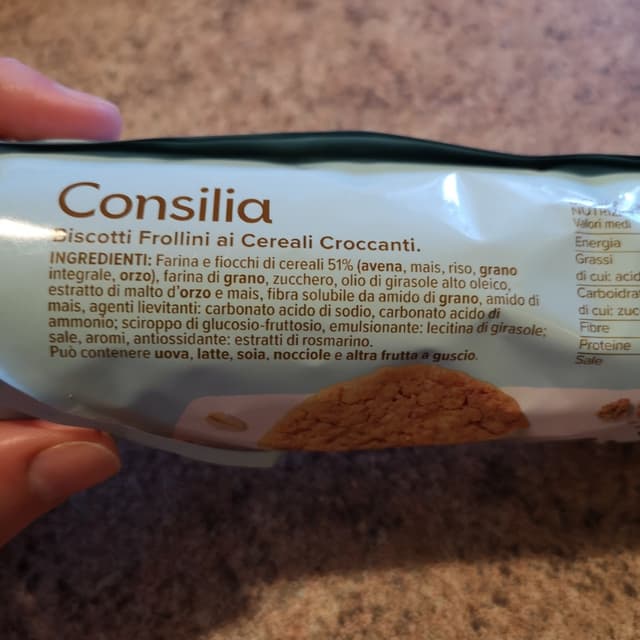 Consilia
Biscotti Frollini ai Cereali Croccanti.
INGREDIENTI: Farina e fiocchi di cereali 51% (avena, mais, riso, grano
integrale, orzo), farina di grano, zucchero, olio di girasole alto oleico,
estratto di malto d'orzo e mais, fibra solubile da amido di grano, amido di
mais, agenti lievitanti: carbonato acido di sodio, carbonato acido di
ammonio; sciroppo di glucosio-fruttosio, emulsionante: lecitina di girasole;
sale, aromi, antiossidante: estratti di rosmarino.
Può contenere uova, latte, soia, nocciole e altra frutta a guscio.
Valori medi
Energia
Grassi
di cui: acid
Carboidra
di cui: zuc
Fibre
Proteine
Sale